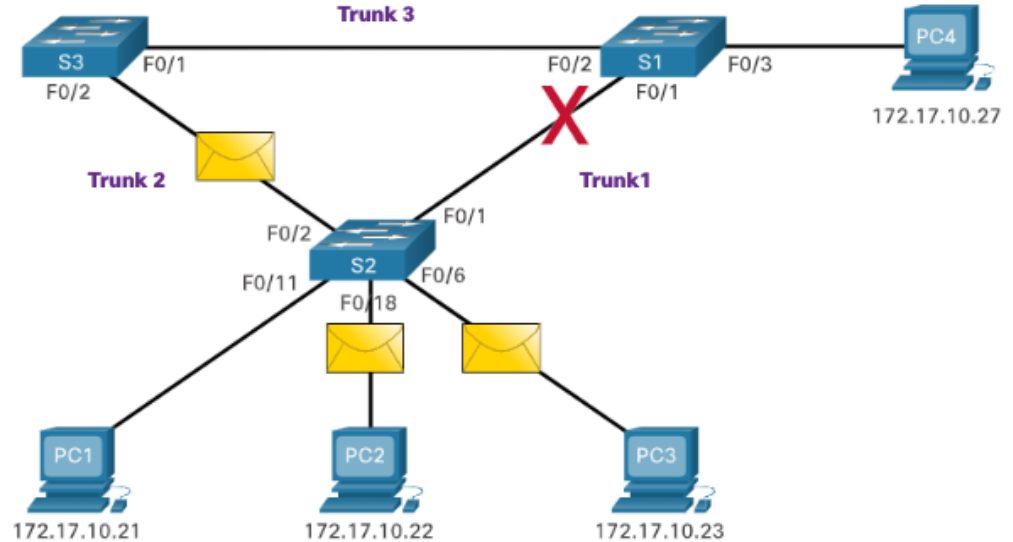 Trunk 3
PC4
S3
F0/1
F0/2
S1
F0/3
F0/2
F0/1
172.17.10.27
X
Trunk 2
Trunk1
F0/1
F0/2
S2
F0/6
F0/11
F0/18
PC1
PC2
PC3
172.17.10.21
172.17.10.22
172.17.10.23